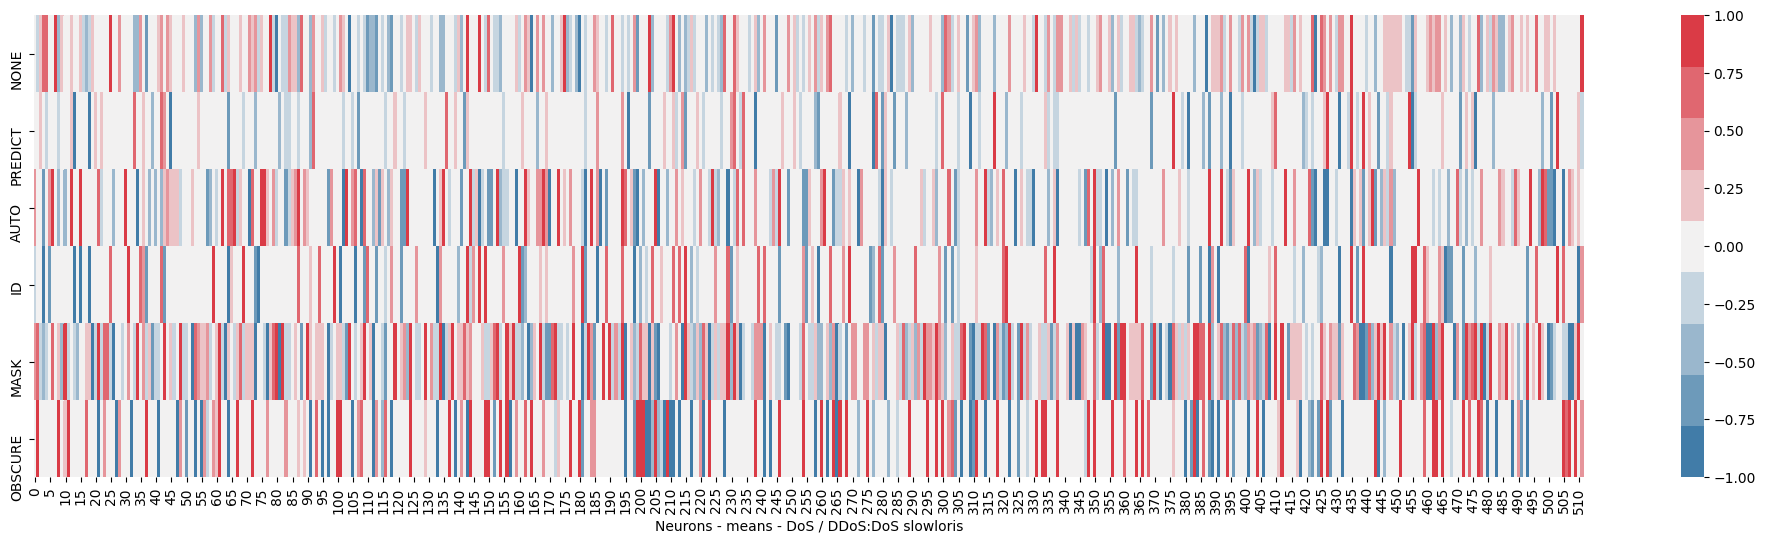 NONE
PREDICT
AUTO
ID
MASK
OBSCURE
0 5 10 15 20 25 30 35 40 45 50 55 60 65 70 75 80 85 90 95 100 105 110 115 120 125 130 135 140 145 150 155 160 165 170 175 180 185 190 195 200 205 210 215 220 225 230 235 240 245 250 255 260 265 270 275 280 285 290 295 300 305 310 315 320 325 330 335 340 345 350 355 360 365 370 375 380 385 390 395 400 405 410 415 420 425 430 435 440 445 450 455 460 465 470 475 480 485 490 495 500 505 510
Neurons - means - DoS / DDoS:DoS slowloris
1.00
0.75
0.50
0.25
0.00
−0.25
−0.50
−0.75
−1.00